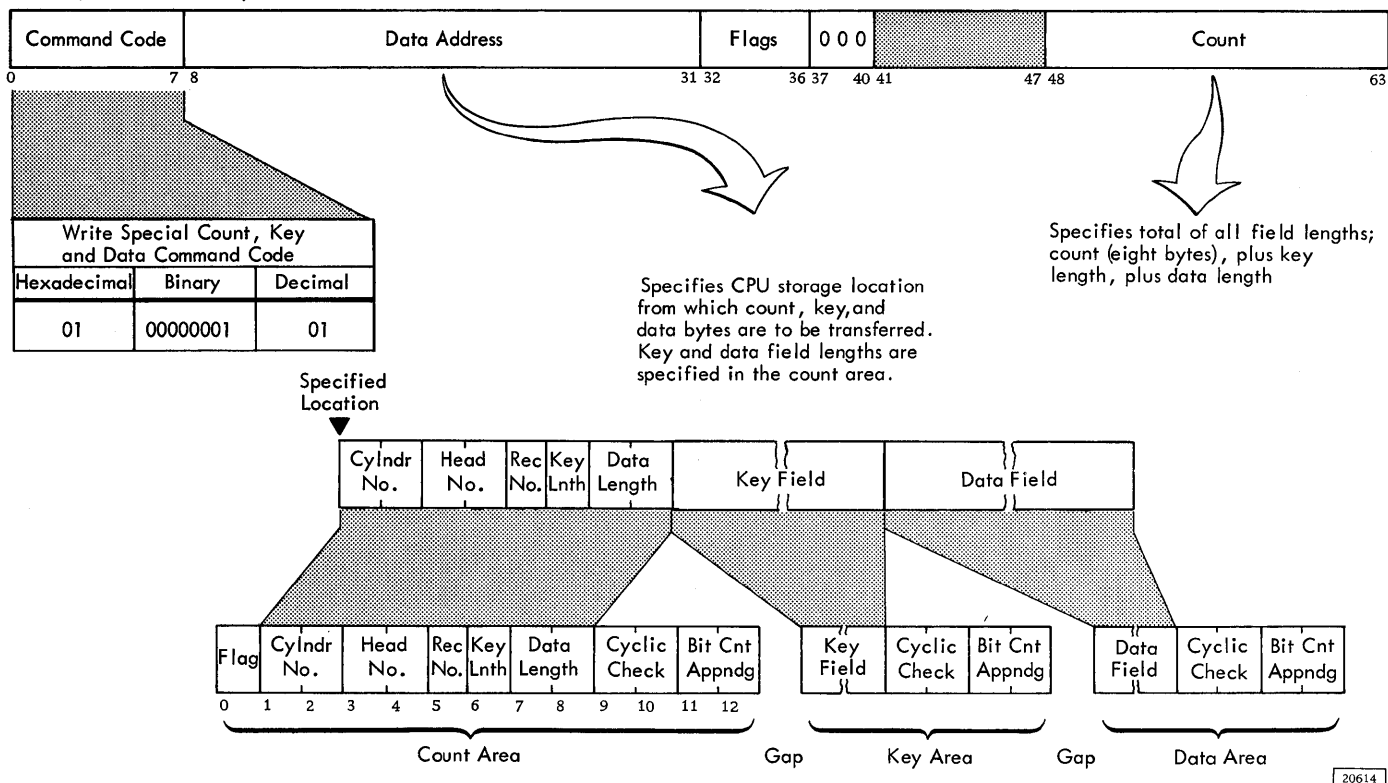 Command Code Data Address Flags 0 0 0 Count
0 7 8 31 32 36 37 40 41 47 48 63
Write Special Count, Key
and Data Command Code
Hexadecimal Binary Decimal
01 00000001 01
Specifies CPU storage location
from which count, key, and
data bytes are to be transferred.
Key and data field lengths are
specified in the count area.
Specifies total of all field lengths;
count (eight bytes), plus key
length, plus data length
Specified
Location
Cylndr Head Rec Key Data
No. No. No. Lnth Length
Key Field Data Field
Flag
Cylndr Head Rec Key Data Cyclic Bit Cnt
No. No. No. Lnth Length Check Appndg
Key Cyclic Bit Cnt
Field Check Appndg
Data Cyclic Bit Cnt
Field Check Appndg
0 1 2 3 4 5 6 7 8 9 10 11 12
Count Area Gap Key Area Gap Data Area
20614